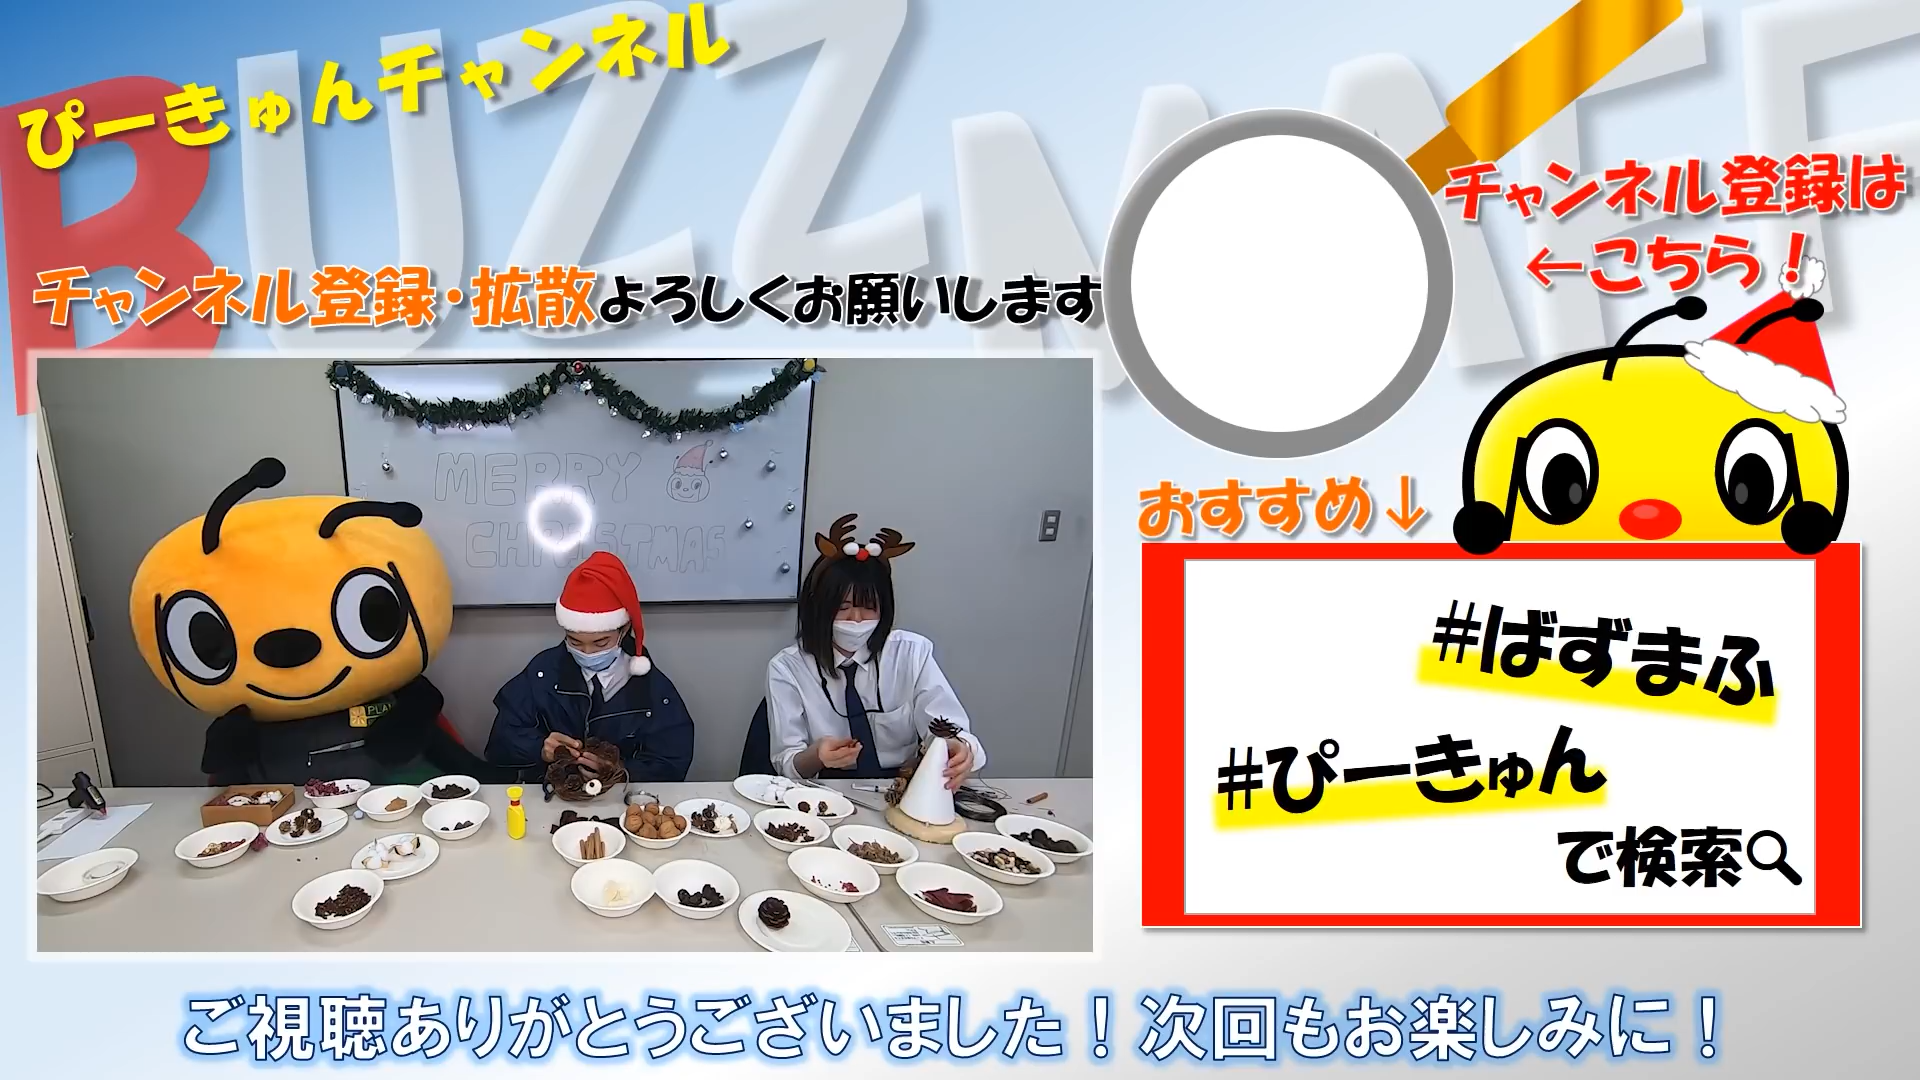 ぴーきゅんチャンネル
BUZZMAFF
チャンネル登録は
←こちら!
チャンネル登録・拡散よろしくお願いします
MERRY
CHRISTMAS
おすすめ↓
#ばずまふ
#ぴーきゅん
で検索
ご視聴ありがとうございました!次回もお楽しみに!